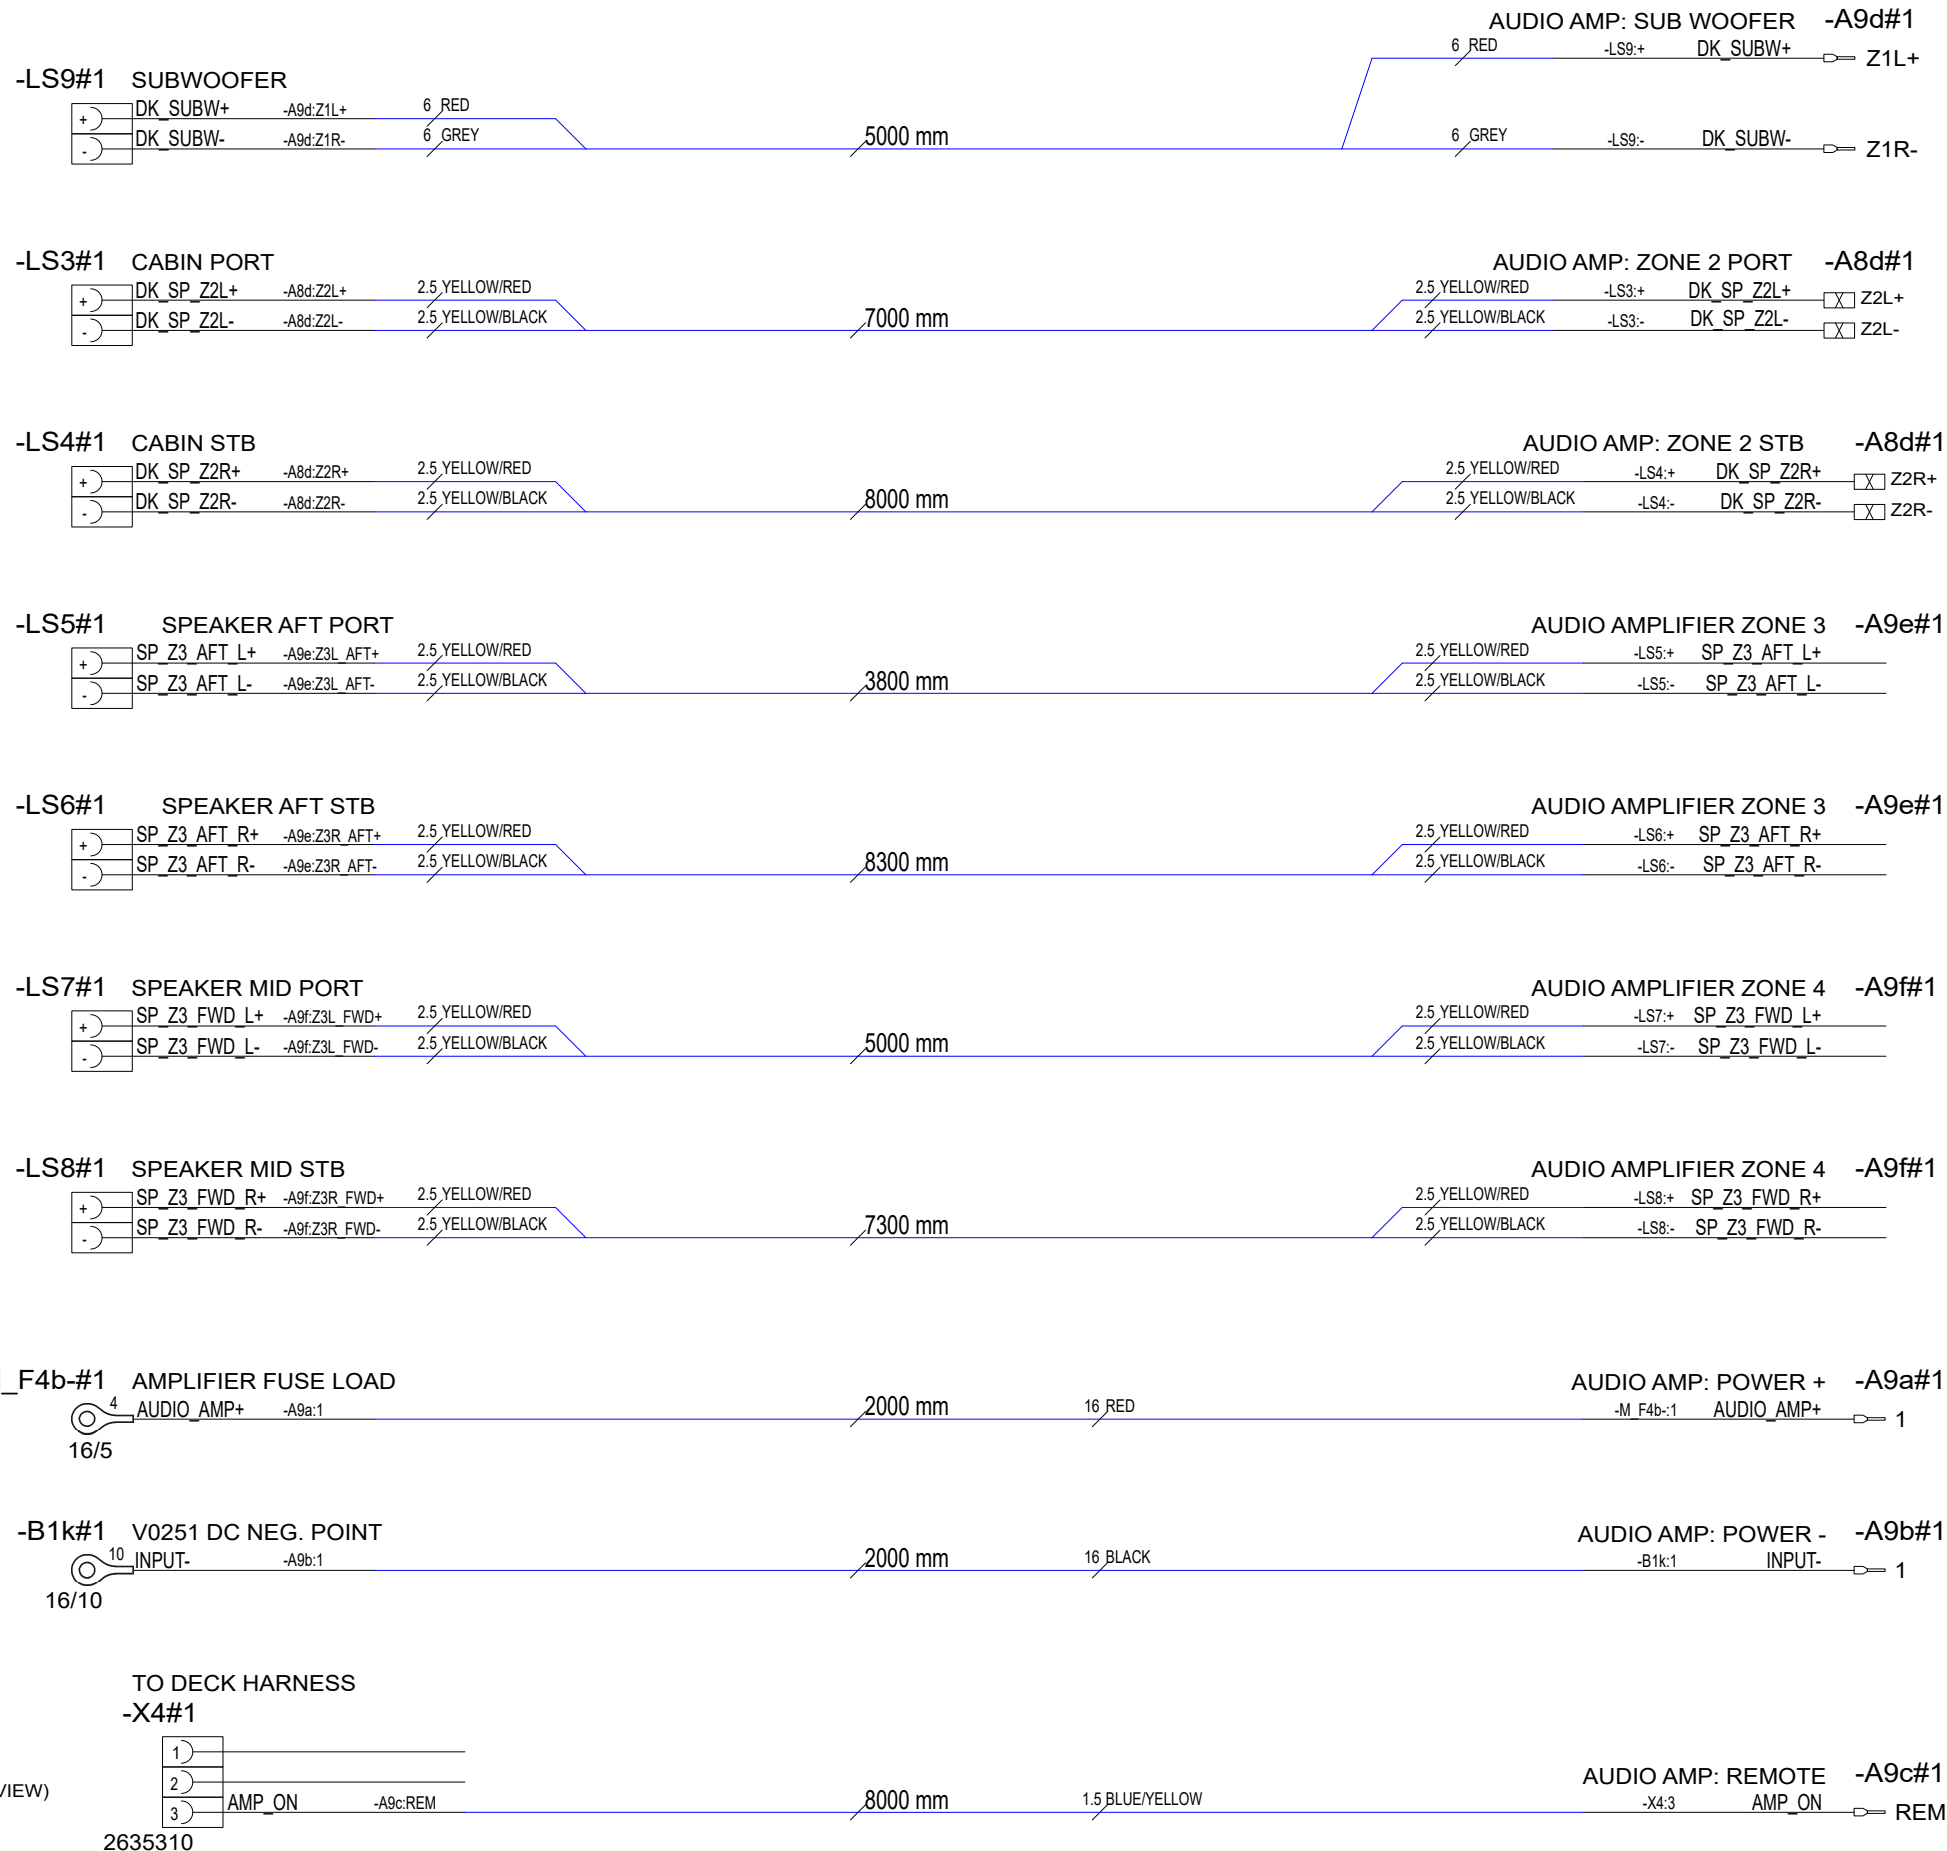 AUDIO AMP: SUB WOOFER -A9d#1
6 RED -LS9:+ DK_SUBW+ Z1L+
-LS9#1 SUBWOOFER
+ DK_SUBW+ -A9d:Z1L+ 6 RED
- DK_SUBW- -A9d:Z1R- 6 GREY 5000 mm 6 GREY -LS9:- DK_SUBW- Z1R-
-LS3#1 CABIN PORT AUDIO AMP: ZONE 2 PORT -A8d#1
+ DK_SP_Z2L+ -A8d:Z2L+ 2.5 YELLOW/RED 2.5 YELLOW/RED -LS3:+ DK_SP_Z2L+ X Z2L+
- DK_SP_Z2L- -A8d:Z2L- 2.5 YELLOW/BLACK 7000 mm 2.5 YELLOW/BLACK -LS3:- DK_SP_Z2L- X Z2L-
-LS4#1 CABIN STB AUDIO AMP: ZONE 2 STB -A8d#1
+ DK_SP_Z2R+ -A8d:Z2R+ 2.5 YELLOW/RED 2.5 YELLOW/RED -LS4:+ DK_SP_Z2R+ X Z2R+
- DK_SP_Z2R- -A8d:Z2R- 2.5 YELLOW/BLACK 8000 mm 2.5 YELLOW/BLACK -LS4:- DK_SP_Z2R- X Z2R-
-LS5#1 SPEAKER AFT PORT AUDIO AMPLIFIER ZONE 3 -A9e#1
+ SP_Z3_AFT_L+ -A9e:Z3L_AFT+ 2.5 YELLOW/RED 2.5 YELLOW/RED -LS5:+ SP_Z3_AFT_L+
- SP_Z3_AFT_L- -A9e:Z3L_AFT- 2.5 YELLOW/BLACK 3800 mm 2.5 YELLOW/BLACK -LS5:- SP_Z3_AFT_L-
-LS6#1 SPEAKER AFT STB AUDIO AMPLIFIER ZONE 3 -A9e#1
+ SP_Z3_AFT_R+ -A9e:Z3R_AFT+ 2.5 YELLOW/RED 2.5 YELLOW/RED -LS6:+ SP_Z3_AFT_R+
- SP_Z3_AFT_R- -A9e:Z3R_AFT- 2.5 YELLOW/BLACK 8300 mm 2.5 YELLOW/BLACK -LS6:- SP_Z3_AFT_R-
-LS7#1 SPEAKER MID PORT AUDIO AMPLIFIER ZONE 4 -A9f#1
+ SP_Z3_FWD_L+ -A9f:Z3L_FWD+ 2.5 YELLOW/RED 2.5 YELLOW/RED -LS7:+ SP_Z3_FWD_L+
- SP_Z3_FWD_L- -A9f:Z3L_FWD- 2.5 YELLOW/BLACK 5000 mm 2.5 YELLOW/BLACK -LS7:- SP_Z3_FWD_L-
-LS8#1 SPEAKER MID STB AUDIO AMPLIFIER ZONE 4 -A9f#1
+ SP_Z3_FWD_R+ -A9f:Z3R_FWD+ 2.5 YELLOW/RED 2.5 YELLOW/RED -LS8:+ SP_Z3_FWD_R+
- SP_Z3_FWD_R- -A9f:Z3R_FWD- 2.5 YELLOW/BLACK 7300 mm 2.5 YELLOW/BLACK -LS8:- SP_Z3_FWD_R-
_F4b-#1 AMPLIFIER FUSE LOAD AUDIO AMP: POWER + -A9a#1
4 AUDIO_AMP+ -A9a:1 2000 mm 16 RED -M_F4b-:1 AUDIO_AMP+ 1
16/5
-B1k#1 V0251 DC NEG. POINT AUDIO AMP: POWER - -A9b#1
10 INPUT- -A9b:1 2000 mm 16 BLACK -B1k:1 INPUT- 1
16/10
TO DECK HARNESS
-X4#1
1
2
AUDIO AMP: REMOTE -A9c#1
VIEW)
3 AMP_ON -A9c:REM 8000 mm 1.5 BLUE/YELLOW -X4:3 AMP_ON REM
2635310